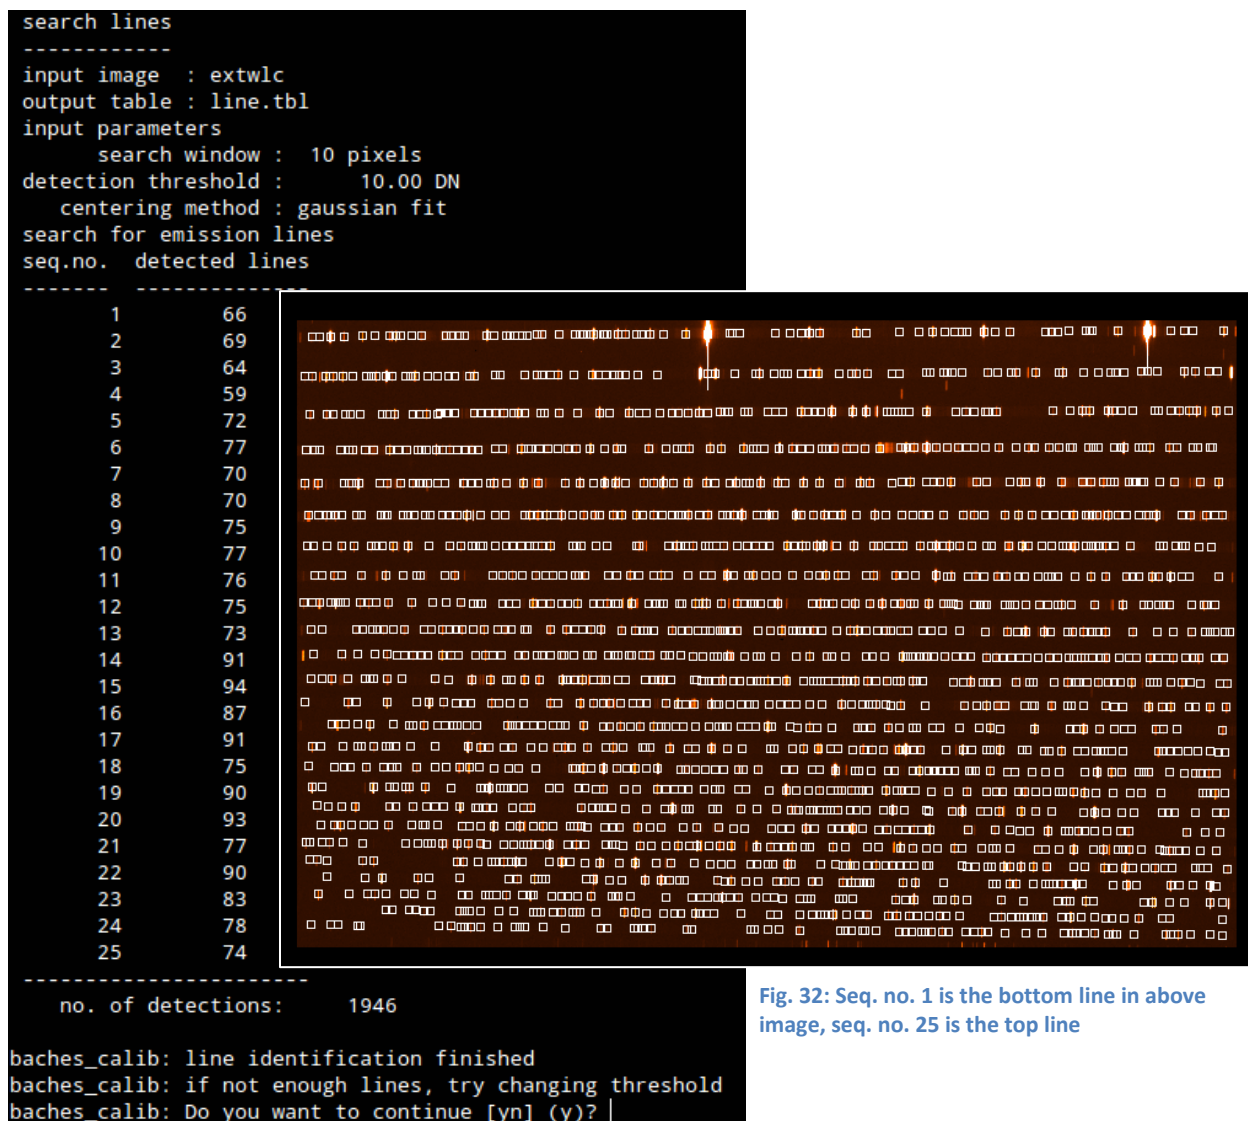 search lines
------------
input image  : extwlc
output table : line.tbl
input parameters
search window :  10 pixels
detection threshold :      10.00 DN
centering method : gaussian fit
search for emission lines
seq.no.  detected lines
-------  --------------
1        66
2        69
3        64
4        59
5        72
6        77
7        70
8        70
9        75
10        77
11        76
12        75
13        73
14        91
15        94
16        87
17        91
18        75
19        90
20        93
21        77
22        90
23        83
24        78
25        74
-----------------------
no. of detections:     1946
Fig. 32: Seq. no. 1 is the bottom line in above
image, seq. no. 25 is the top line
baches_calib: line identification finished
baches_calib: if not enough lines, try changing threshold
baches_calib: Do you want to continue [yn] (y)?